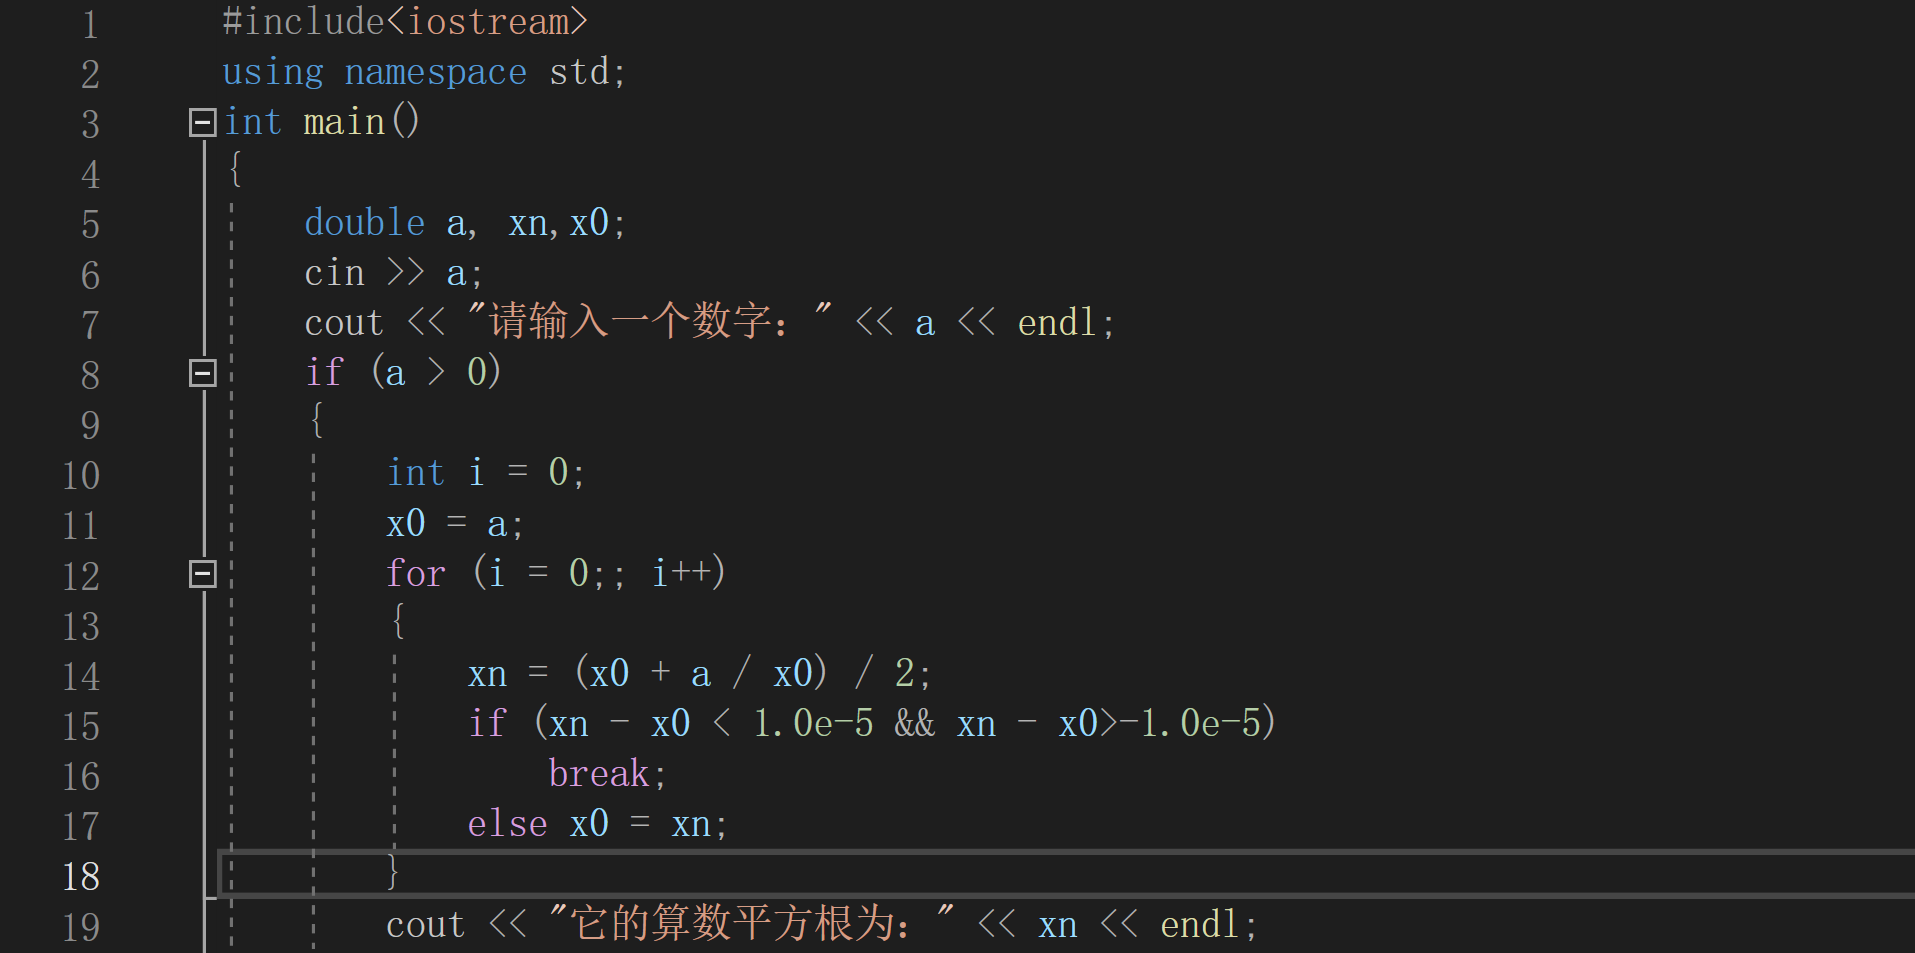 1 #include<iostream>
2 using namespace std;
3 int main()
4 {
5 double a, xn,x0;
6 cin >> a;
7 cout << "请输入一个数字：" << a << endl;
8 if (a > 0)
9 {
10 int i = 0;
11 x0 = a;
12 for (i = 0;; i++)
13 {
14 xn = (x0 + a / x0) / 2;
15 if (xn - x0 < 1.0e-5 && xn - x0>-1.0e-5)
16 break;
17 else x0 = xn;
18 }
19 cout << "它的算数平方根为：" << xn << endl;